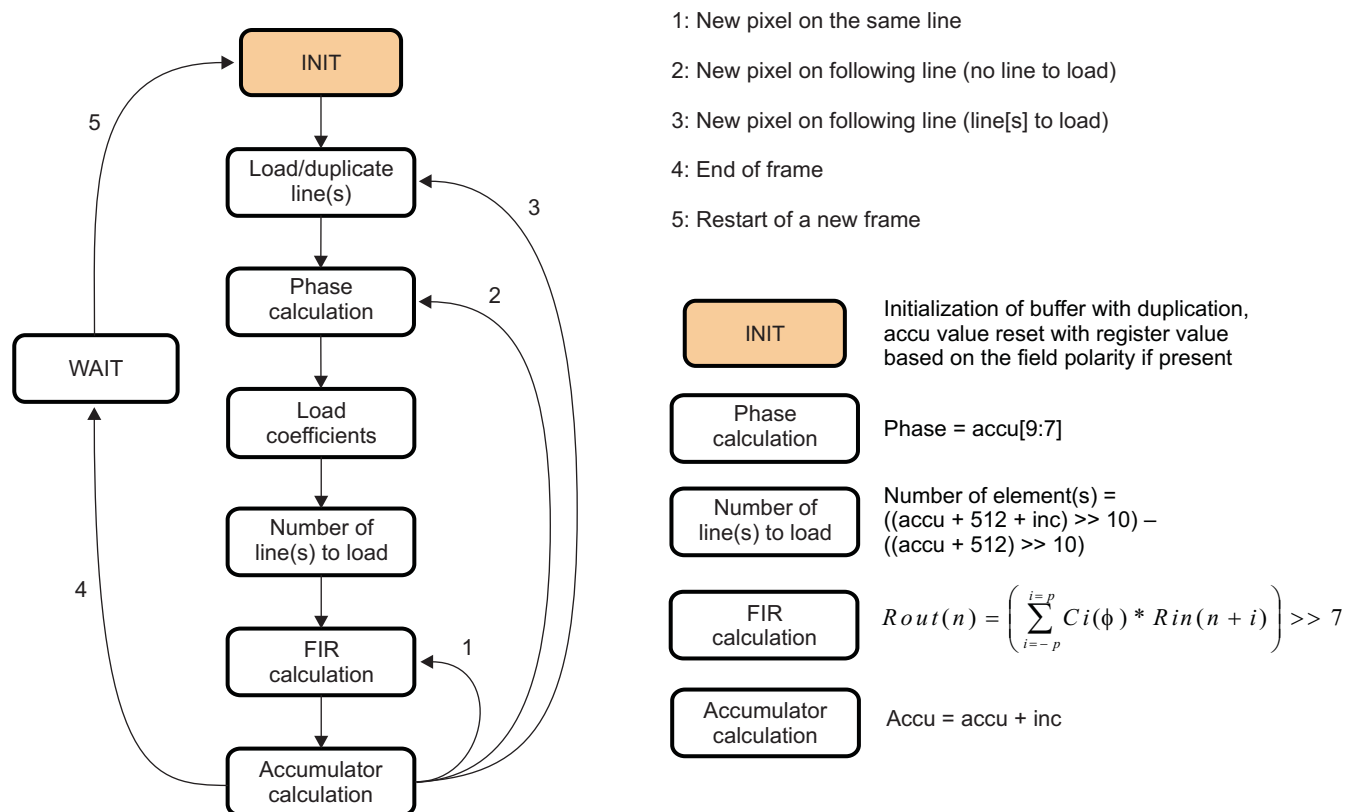 INIT
Load/duplicate
line(s)
Phase
calculation
Load
coefficients
Number of
line(s) to load
FIR
calculation
Accumulator
calculation
WAIT
5
4
3
2
1
1: New pixel on the same line
2: New pixel on following line (no line to load)
3: New pixel on following line (line[s] to load)
4: End of frame
5: Restart of a new frame
INIT
Initialization of buffer with duplication,
accu value reset with register value
based on the field polarity if present
Phase
calculation
Phase = accu[9:7]
Number of
line(s) to load
Number of element(s) =
((accu + 512 + inc) >> 10) –
((accu + 512) >> 10)
FIR
calculation
Rout(n) = ( ∑ i=-p i=p Ci(ϕ) * Rin(n + i) ) >> 7
Accumulator
calculation
Accu = accu + inc